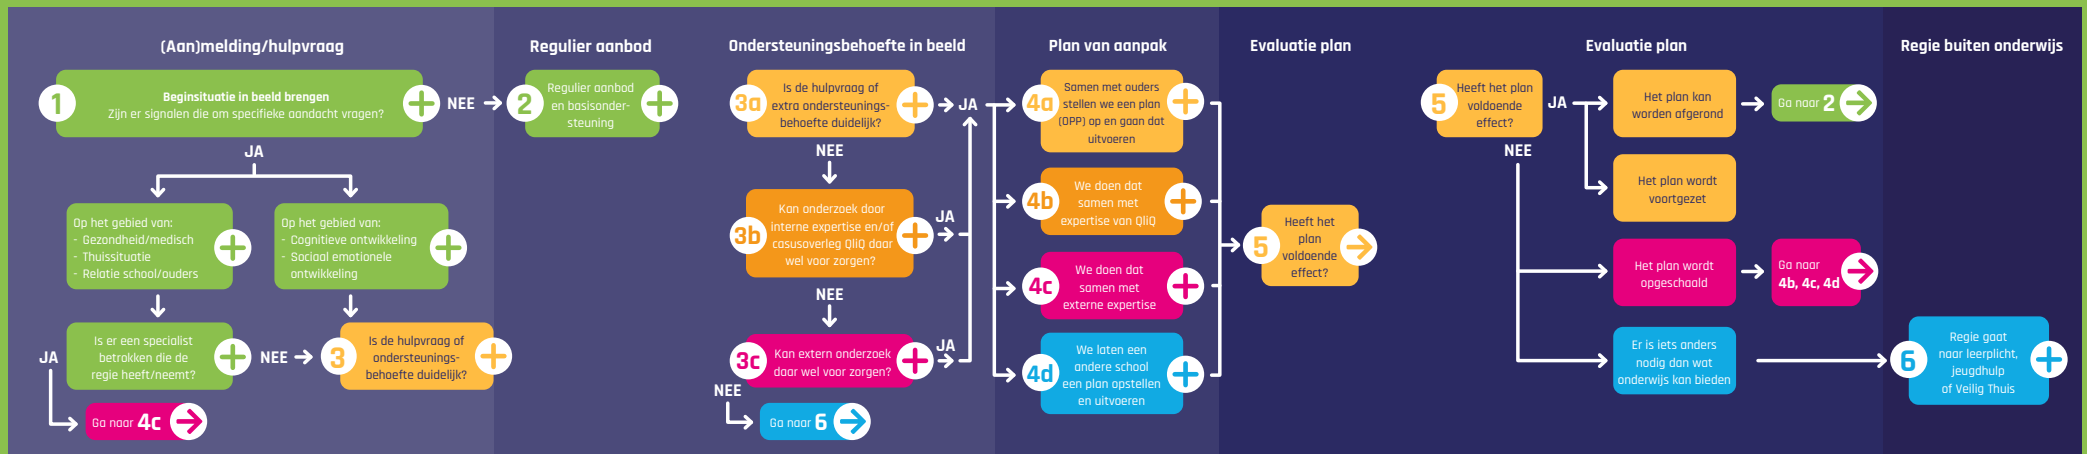 (Aan)melding/hulpvraag
1
Beginsituatie in beeld brengen
Zijn er signalen die om specifieke aandacht vragen?
NEE
JA
Op het gebied van:
- Gezondheid/medisch
- Thuissituatie
- Relatie school/ouders
Op het gebied van:
- Cognitieve ontwikkeling
- Sociaal emotionele
ontwikkeling
Is er een specialist
betrokken die de
regie heeft/neemt?
JA
NEE
Ga naar 4c
3
Is de hulpvraag of
ondersteunings-
behoefte duidelijk?
Regulier aanbod
2
Regulier aanbod
en basisonder-
steuning
Ondersteuningsbehoefte in beeld
3a
Is de hulpvraag of
extra ondersteunings-
behoefte duidelijk?
JA
NEE
3b
Kan onderzoek door
interne expertise en/of
casusoverleg QliQ daar
wel voor zorgen?
JA
NEE
3c
Kan extern onderzoek
daar wel voor zorgen?
JA
NEE
Ga naar 6
Plan van aanpak
4a
Samen met ouders
stellen we een plan
(OPP) op en gaan dat
uitvoeren
4b
We doen dat
samen met
expertise van QliQ
4c
We doen dat
samen met
externe expertise
4d
We laten een
andere school
een plan opstellen
en uitvoeren
Evaluatie plan
5
Heeft het
plan
voldoende
effect?
Evaluatie plan
5
Heeft het plan
voldoende
effect?
JA
NEE
Het plan kan
worden afgerond
Ga naar 2
Het plan wordt
voortgezet
Het plan wordt
opgeschaald
Ga naar
4b, 4c, 4d
Er is iets anders
nodig dan wat
onderwijs kan bieden
Regie buiten onderwijs
6
Regie gaat
naar leerplicht,
jeugdhulp
of Veilig Thuis